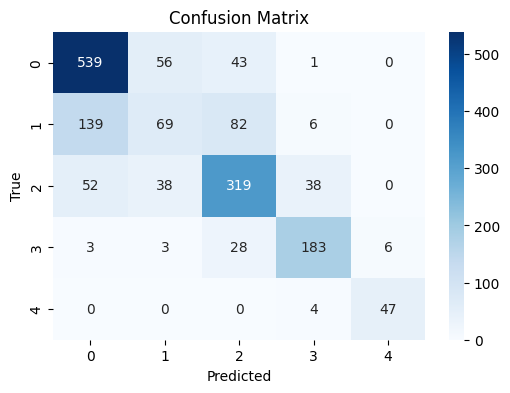 Confusion Matrix
0 539 56 43 1 0
1 139 69 82 6 0
2 52 38 319 38 0
3 3 3 28 183 6
4 0 0 0 4 47
0 1 2 3 4
Predicted
True
500
400
300
200
100
0